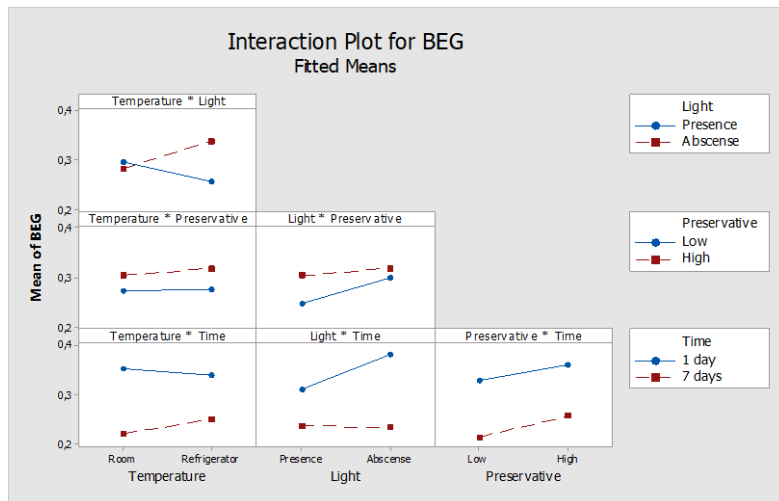 Interaction Plot for BEG
Fitted Means
Mean of BEG
Temperature * Light
0,4
0,3
0,2
Light
Presence
Abscense
Temperature * Preservative
Light * Preservative
0,4
0,3
0,2
Preservative
Low
High
Temperature * Time
Light * Time
Preservative * Time
0,4
0,3
0,2
Time
1 day
7 days
Room
Refrigerator
Presence
Abscense
Low
High
Temperature
Light
Preservative